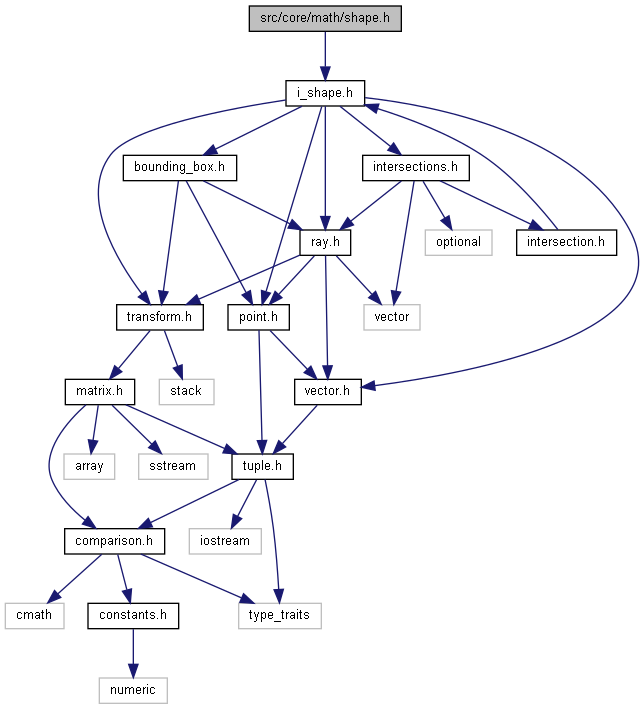 src/core/math/shape.h
i_shape.h
bounding_box.h
intersections.h
ray.h
optional
intersection.h
transform.h
point.h
vector
matrix.h
stack
vector.h
array
sstream
tuple.h
comparison.h
iostream
cmath
constants.h
type_traits
numeric